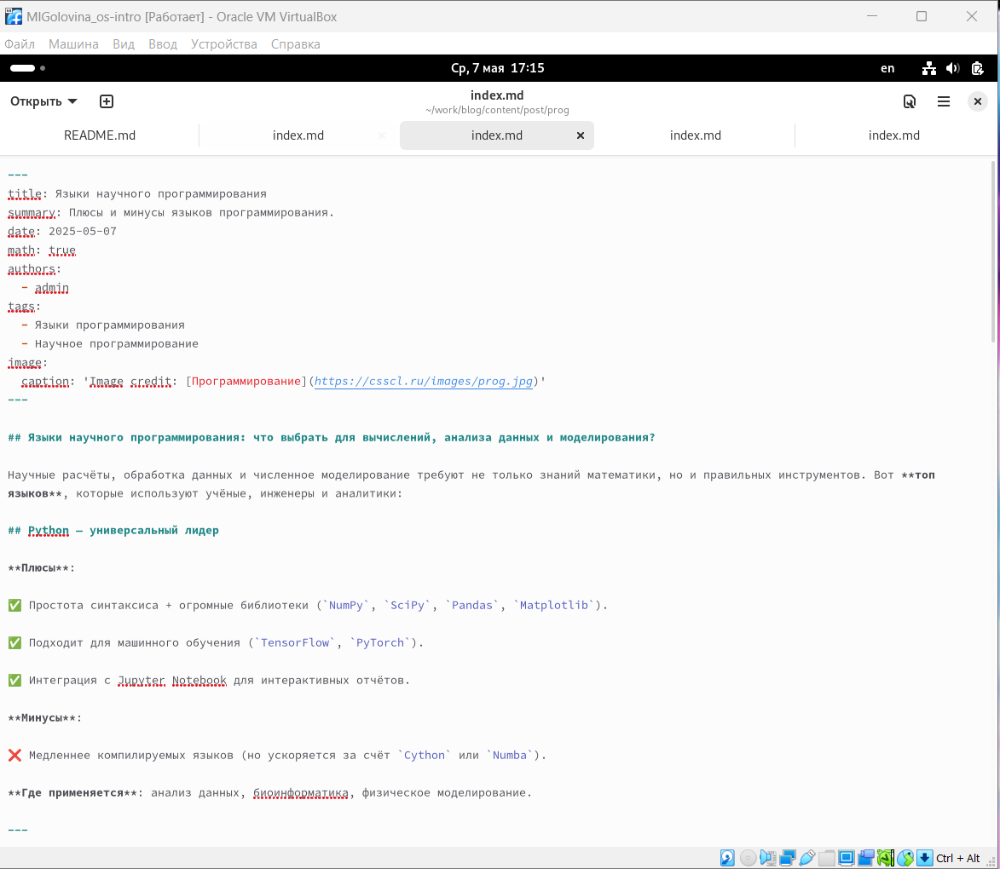 MIGolovina_os-intro [Работает] - Oracle VM VirtualBox
Файл Машина Вид Ввод Устройства Справка
Ср, 7 мая 17:15
en
Открыть
index.md
~/work/blog/content/post/prog
README.md index.md index.md index.md index.md
---
title: Языки научного программирования
summary: Плюсы и минусы языков программирования.
date: 2025-05-07
math: true
authors:
- admin
tags:
- Языки программирования
- Научное программирование
image:
caption: 'Image credit: [Программирование](https://csscl.ru/images/prog.jpg)'
---
## Языки научного программирования: что выбрать для вычислений, анализа данных и моделирования?
Научные расчёты, обработка данных и численное моделирование требуют не только знаний математики, но и правильных инструментов. Вот **топ
языков**, которые используют учёные, инженеры и аналитики:
## Python — универсальный лидер
**Плюсы**:
✅ Простота синтаксиса + огромные библиотеки (`NumPy`, `SciPy`, `Pandas`, `Matplotlib`).
✅ Подходит для машинного обучения (`TensorFlow`, `PyTorch`).
✅ Интеграция с Jupyter Notebook для интерактивных отчётов.
**Минусы**:
❌ Медленнее компилируемых языков (но ускоряется за счёт `Cython` или `Numba`).
**Где применяется**: анализ данных, биоинформатика, физическое моделирование.
---
Ctrl + Alt